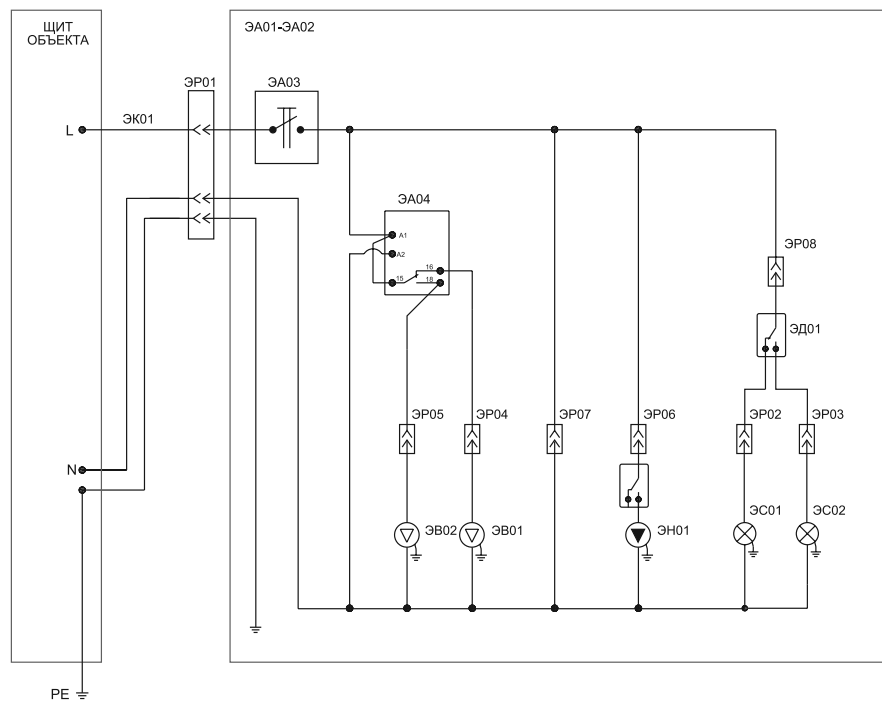 ЩИТ
ОБЪЕКТА
ЭА01-ЭА02
ЭР01
ЭА03
L
ЭК01
ЭА04
A1
A2
16
15
18
ЭР08
ЭД01
ЭР05
ЭР04
ЭР07
ЭР06
ЭР02
ЭР03
N
ЭВ02
ЭВ01
ЭН01
ЭС01
ЭС02
PE